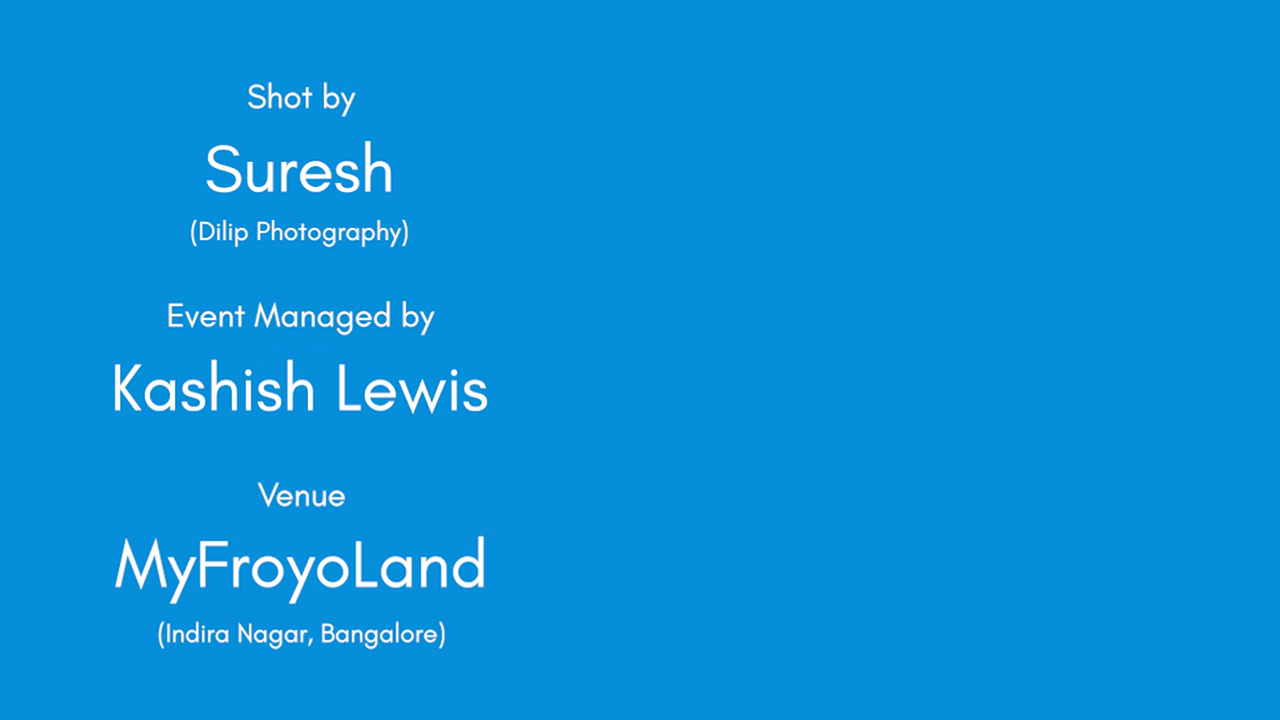 Shot by
Suresh
(Dilip Photography)
Event Managed by
Kashish Lewis
Venue
MyFroyoLand
(Indira Nagar, Bangalore)